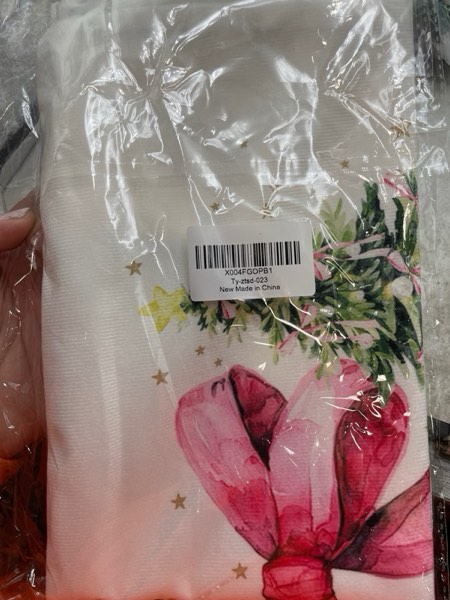 X004FGOPB1
Ty-ztsd-023
New Made in China